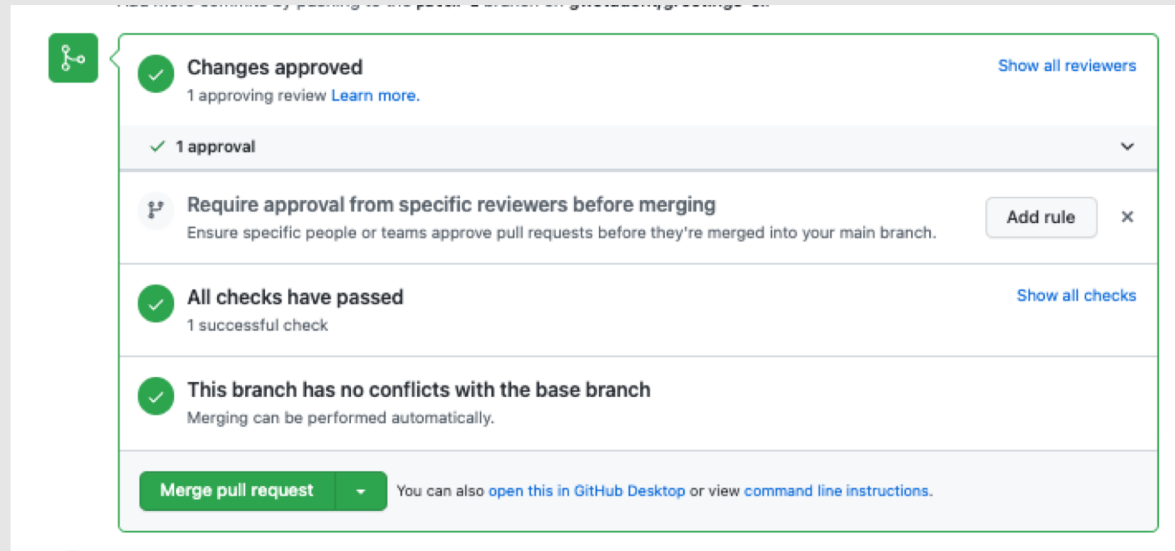 Changes approved
Show all reviewers
1 approving review Learn more.
1 approval
Require approval from specific reviewers before merging
Add rule
Ensure specific people or teams approve pull requests before they're merged into your main branch.
All checks have passed
Show all checks
1 successful check
This branch has no conflicts with the base branch
Merging can be performed automatically.
Merge pull request
You can also open this in GitHub Desktop or view command line instructions.